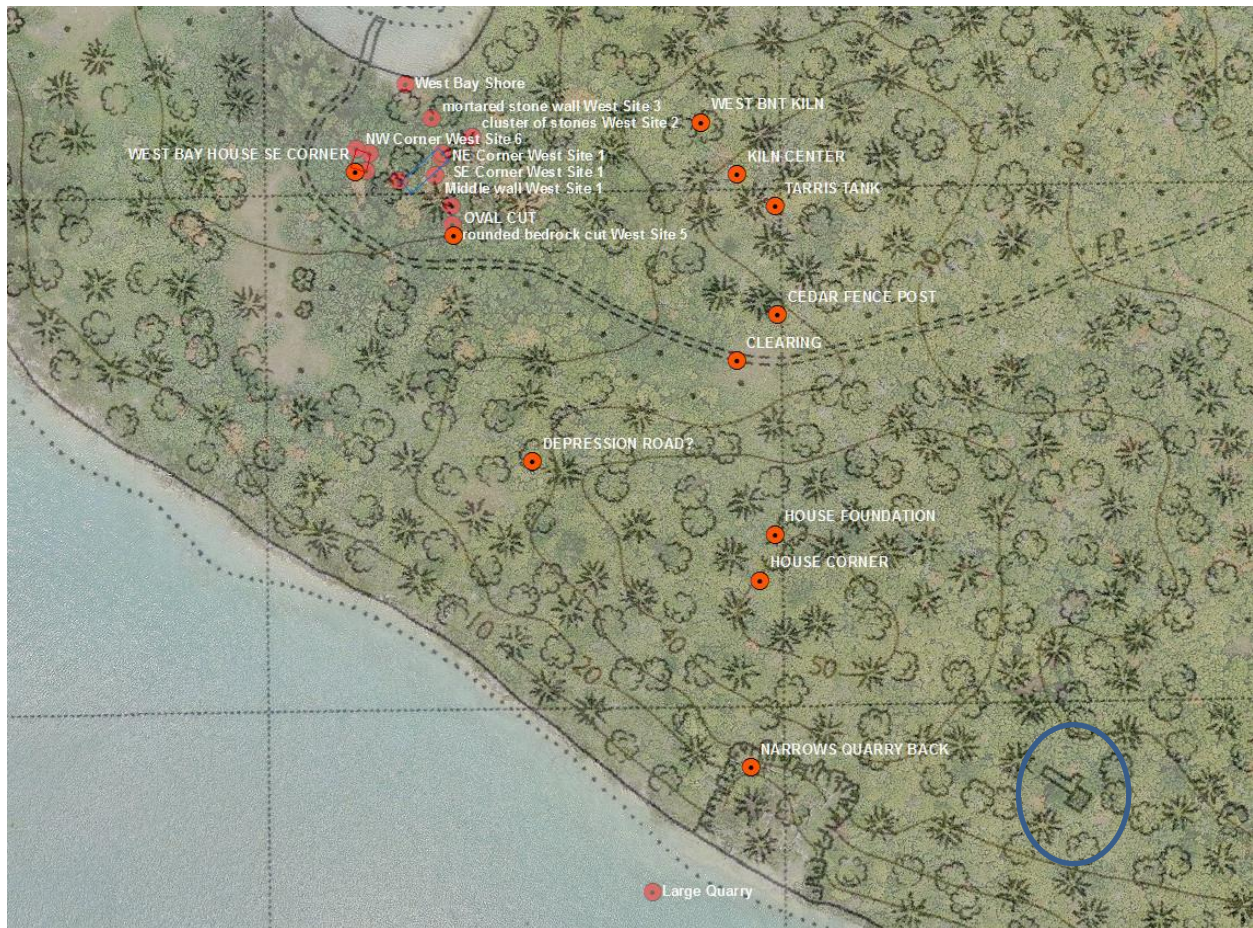 West Bay Shore
mortared stone wall West Site 3
cluster of stones West Site 2
WEST BNT KILN
NW Corner West Site 6
WEST BAY HOUSE SE CORNER
NE Corner West Site 1
KILN CENTER
SE Corner West Site 1
Middle wall West Site 1
TARRIS TANK
OVAL CUT
rounded bedrock cut West Site 5
F.P.
CEDAR FENCE POST
CLEARING
DEPRESSION ROAD?
HOUSE FOUNDATION
HOUSE CORNER
10
20
40
50
NARROWS QUARRY BACK
Large Quarry